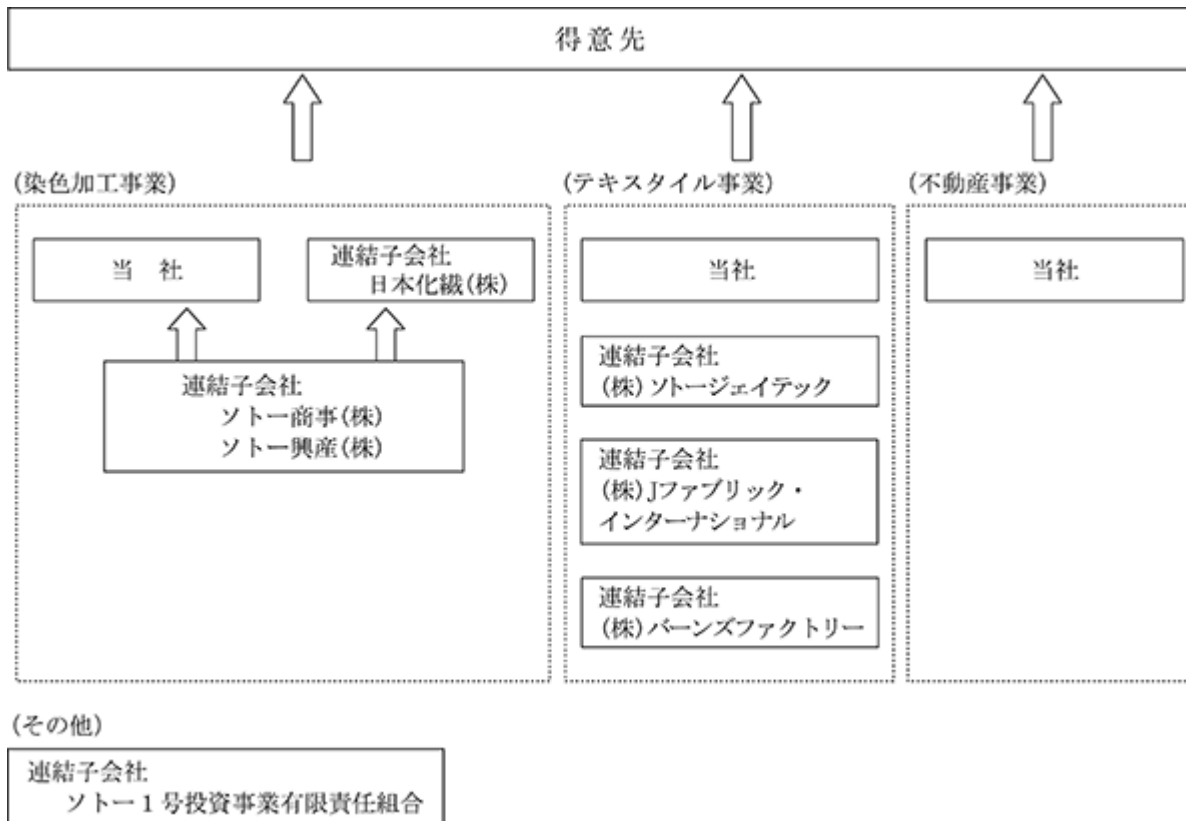 得意先
(染色加工事業)
(テキスタイル事業)
(不動産事業)
当 社
連結子会社
日本化繊(株)
連結子会社
ソトー商事(株)
ソトー興産(株)
当社
連結子会社
(株)ソトージェイテック
連結子会社
(株)Jファブリック・
インターナショナル
連結子会社
(株)バーンズファクトリー
当社
(その他)
連結子会社
ソトー1号投資事業有限責任組合